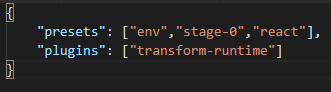 {
    "presets": ["env","stage-0","react"],
    "plugins": ["transform-runtime"]
}